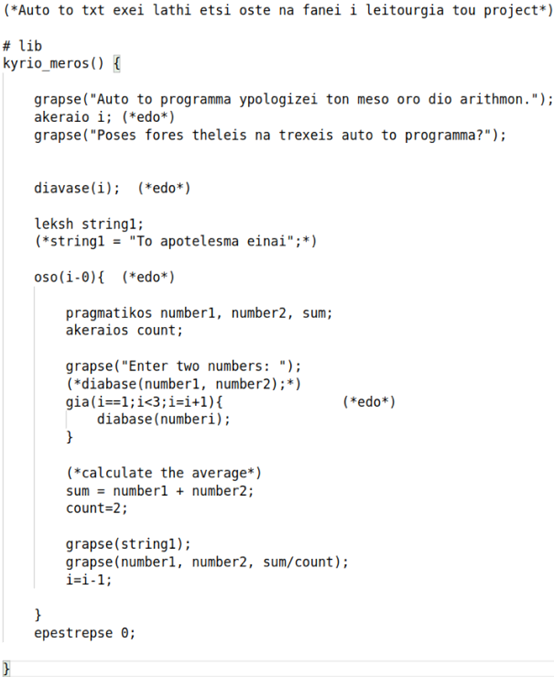 (*Auto to txt exei lathi etsi oste na fanei i leitourgia tou project*)
# lib
kyrio_meros() {
grapse("Auto to programma ypologizei ton meso oro dio arithmon.");
akeraio i; (*edo*)
grapse("Poses fores theleis na trexeis auto to programma?");
diavase(i);  (*edo*)
leksh string1;
(*string1 = "To apotelesma einai";*)
oso(i-0){  (*edo*)
pragmatikos number1, number2, sum;
akeraios count;
grapse("Enter two numbers: ");
(*diabase(number1, number2);*)
gia(i==1;i<3;i=i+1){ (*edo*)
diabase(numberi);
}
(*calculate the average*)
sum = number1 + number2;
count=2;
grapse(string1);
grapse(number1, number2, sum/count);
i=i-1;
}
epestrepse 0;
}